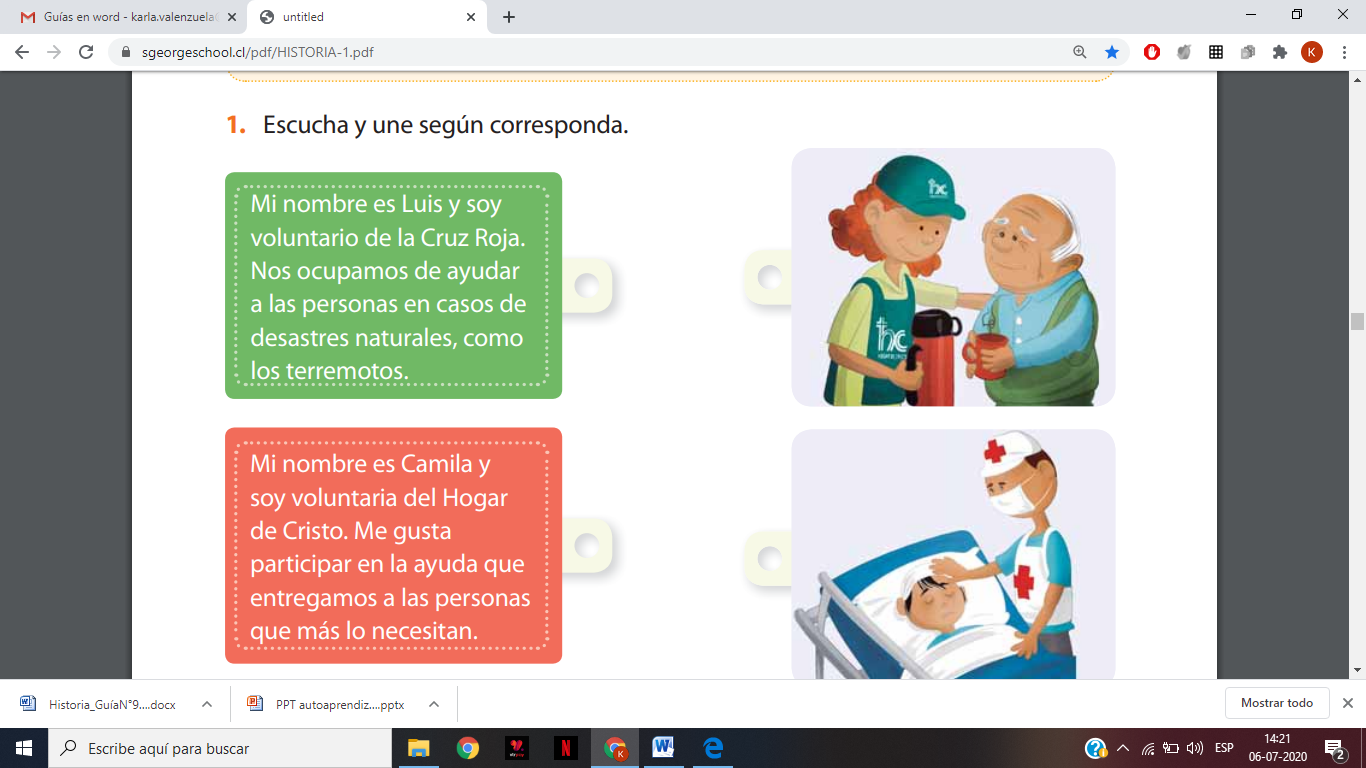 Guías en word - karla.valenzuela
untitled
sgeorgeschool.cl/pdf/HISTORIA-1.pdf
K
1. Escucha y une según corresponda.
Mi nombre es Luis y soy
voluntario de la Cruz Roja.
Nos ocupamos de ayudar
a las personas en casos de
desastres naturales, como
los terremotos.
hc
hc
Mi nombre es Camila y
soy voluntaria del Hogar
de Cristo. Me gusta
participar en la ayuda que
entregamos a las personas
que más lo necesitan.
Historia_GuíaN°9....docx
PPT autoaprendiz....pptx
Mostrar todo
Escribe aquí para buscar
ESP
14:21
06-07-2020
2